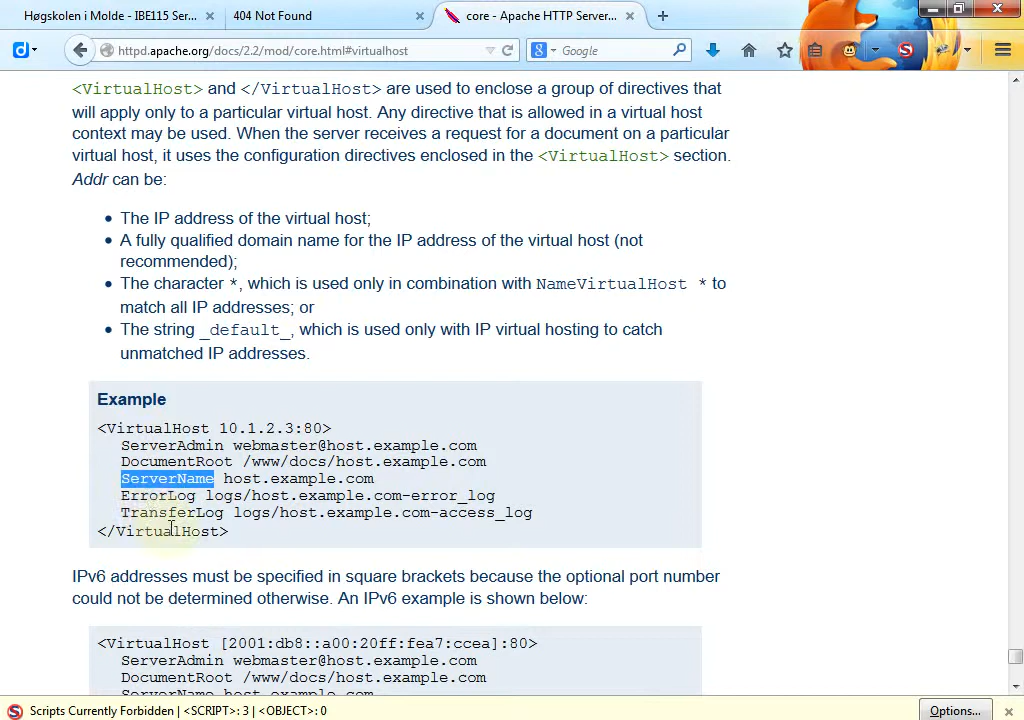 Høgskolen i Molde - IBE115 Ser...
404 Not Found
core - Apache HTTP Server...
httpd.apache.org/docs/2.2/mod/core.html#virtualhost
Google
<VirtualHost> and </VirtualHost> are used to enclose a group of directives that
will apply only to a particular virtual host. Any directive that is allowed in a virtual host
context may be used. When the server receives a request for a document on a particular
virtual host, it uses the configuration directives enclosed in the <VirtualHost> section.
Addr can be:
• The IP address of the virtual host;
• A fully qualified domain name for the IP address of the virtual host (not
recommended);
• The character *, which is used only in combination with NameVirtualHost * to
match all IP addresses; or
• The string _default_, which is used only with IP virtual hosting to catch
unmatched IP addresses.
Example
<VirtualHost 10.1.2.3:80>
ServerAdmin webmaster@host.example.com
DocumentRoot /www/docs/host.example.com
ServerName host.example.com
ErrorLog logs/host.example.com-error_log
TransferLog logs/host.example.com-access_log
</VirtualHost>
IPv6 addresses must be specified in square brackets because the optional port number
could not be determined otherwise. An IPv6 example is shown below:
<VirtualHost [2001:db8::a00:20ff:fea7:ccea]:80>
ServerAdmin webmaster@host.example.com
DocumentRoot /www/docs/host.example.com
ServerName host.example.com
Scripts Currently Forbidden | <SCRIPT>: 3 | <OBJECT>: 0
Options...